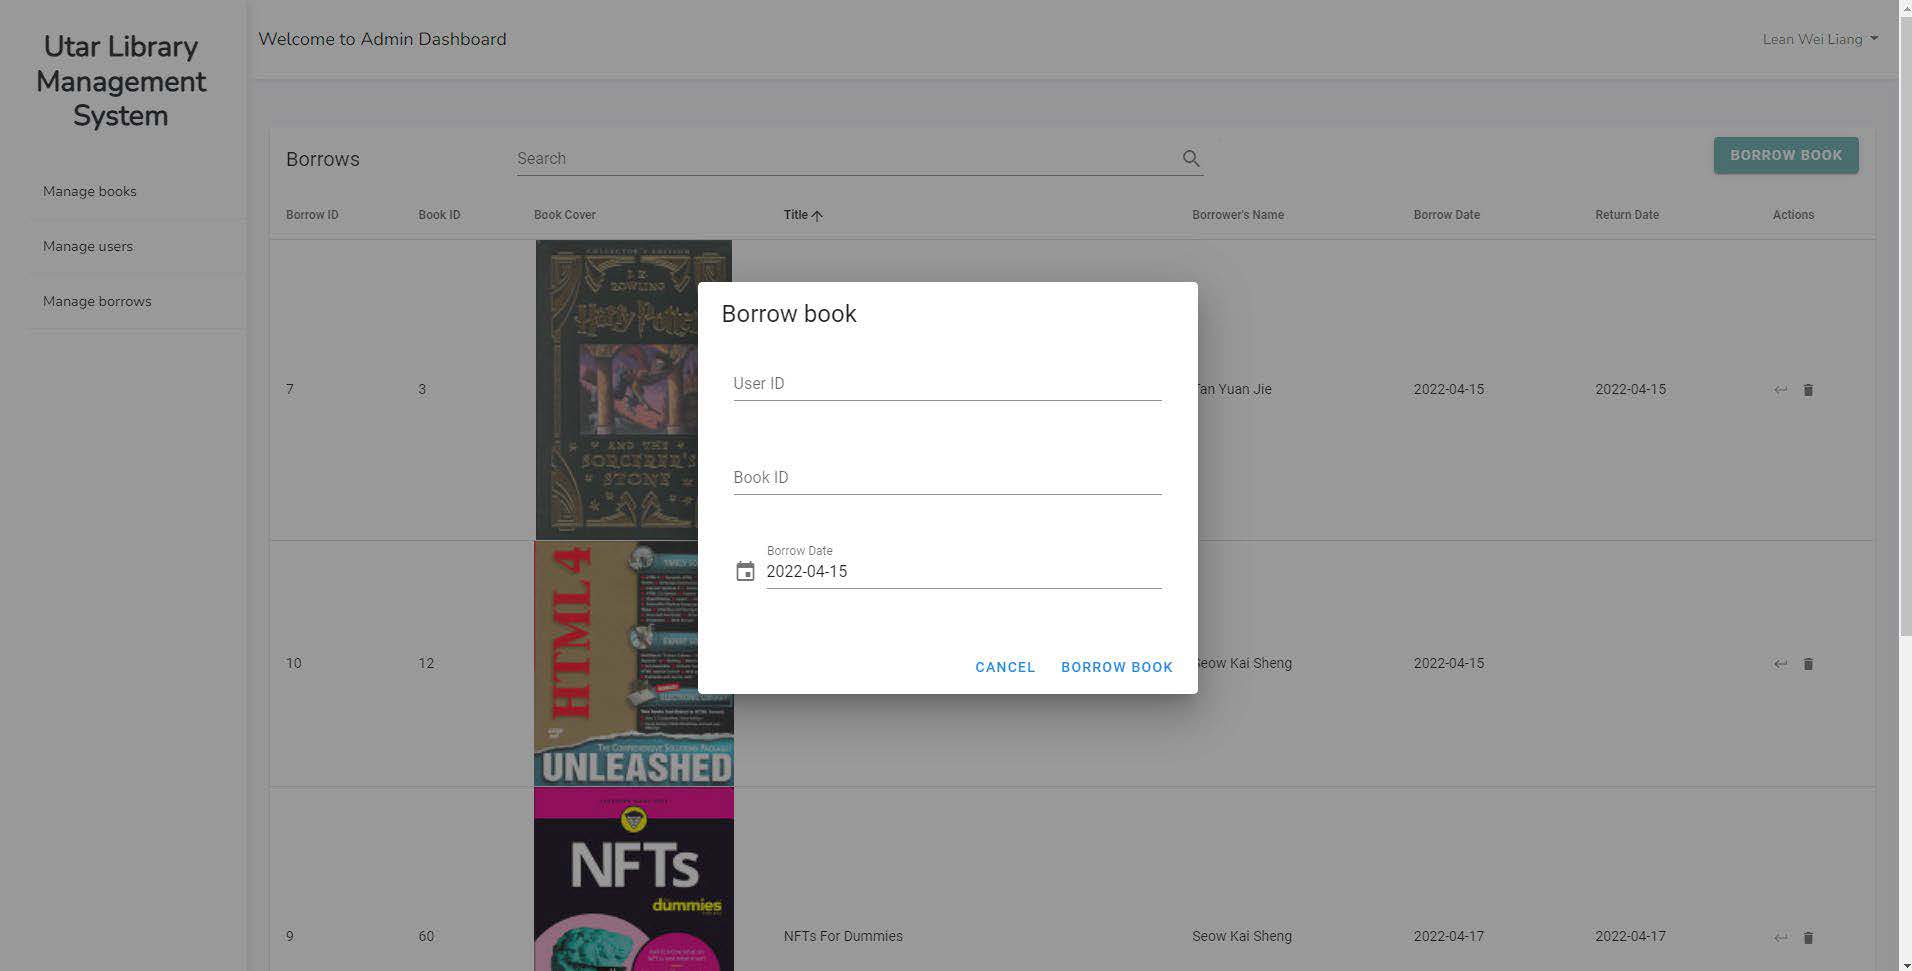 Utar Library
Management
System
Manage books
Manage users
Manage borrows
Welcome to Admin Dashboard
Lean Wei Liang
Borrows
Search
BORROW BOOK
Borrow ID
Book ID
Book Cover
Title
Borrower's Name
Borrow Date
Return Date
Actions
7
3
COLLECTOR'S EDITION
J.K.
ROWLING
Harry Potter
AND THE
SORCERER'S
STONE
Tan Yuan Jie
2022-04-15
2022-04-15
10
12
HTML 4
THE COMPREHENSIVE SOLUTIONS PACKAGE
UNLEASHED
Seow Kai Sheng
2022-04-15
9
60
NFTs
dummies
NFTs For Dummies
Seow Kai Sheng
2022-04-17
2022-04-17
Borrow book
User ID
Book ID
Borrow Date
2022-04-15
CANCEL
BORROW BOOK